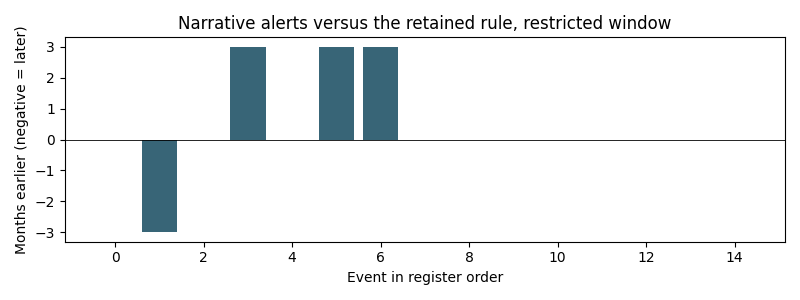 Narrative alerts versus the retained rule, restricted window
Months earlier (negative = later)
3
2
1
0
−1
−2
−3
0 2 4 6 8 10 12 14
Event in register order